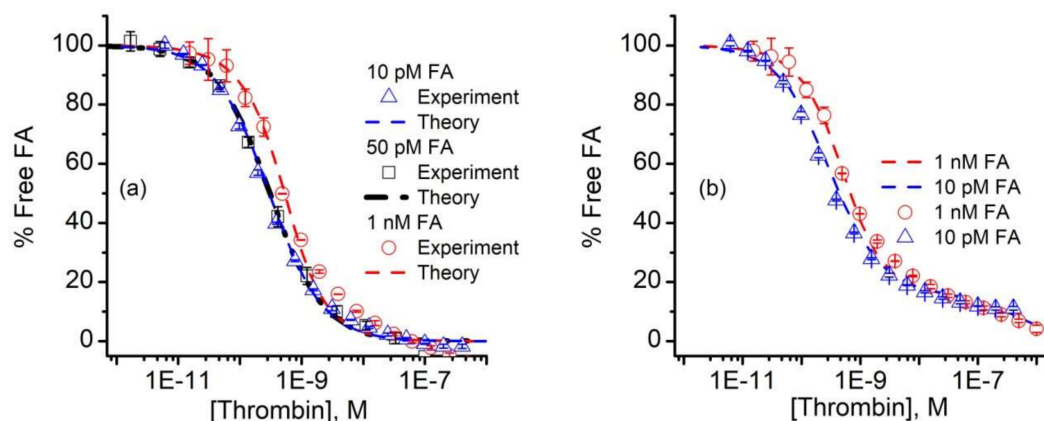 100
80
60
40
20
0
% Free FA
(a)
10 pM FA
Experiment
Theory
50 pM FA
Experiment
Theory
1 nM FA
Experiment
Theory
1E-11
1E-9
1E-7
[Thrombin], M
100
80
60
40
20
0
% Free FA
(b)
1 nM FA
10 pM FA
1 nM FA
10 pM FA
1E-11
1E-9
1E-7
[Thrombin], M